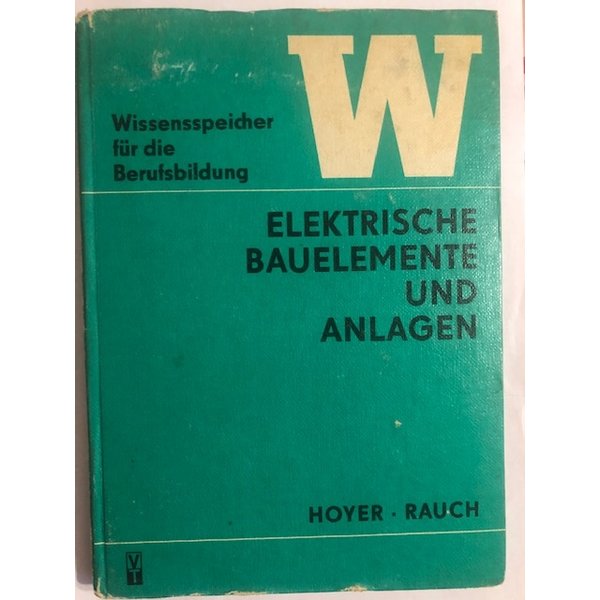 W
Wissensspeicher
für die
Berufsbildung
ELEKTRISCHE
BAUELEMENTE
UND
ANLAGEN
HOYER · RAUCH
VT